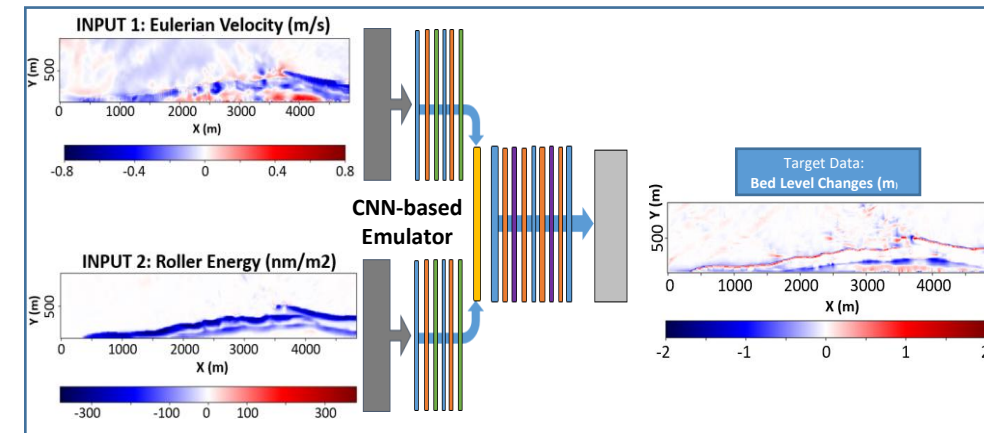 INPUT 1: Eulerian Velocity (m/s)
Y (m)
500
0 1000 2000 3000 4000
X (m)
-0.8 -0.4 0 0.4 0.8
CNN-based
Emulator
INPUT 2: Roller Energy (nm/m2)
Y (m)
500
0 1000 2000 3000 4000
X (m)
-300 -100 0 100 300
Target Data:
Bed Level Changes (m)
Y (m)
500
0 1000 2000 3000 4000
X (m)
-2 -1 0 1 2